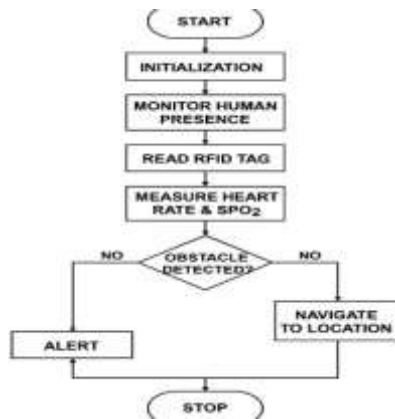 START
INITIALIZATION
MONITOR HUMAN
PRESENCE
READ RFID TAG
MEASURE HEART
RATE & SPO₂
NO
OBSTACLE
DETECTED?
NO
ALERT
NAVIGATE
TO LOCATION
STOP